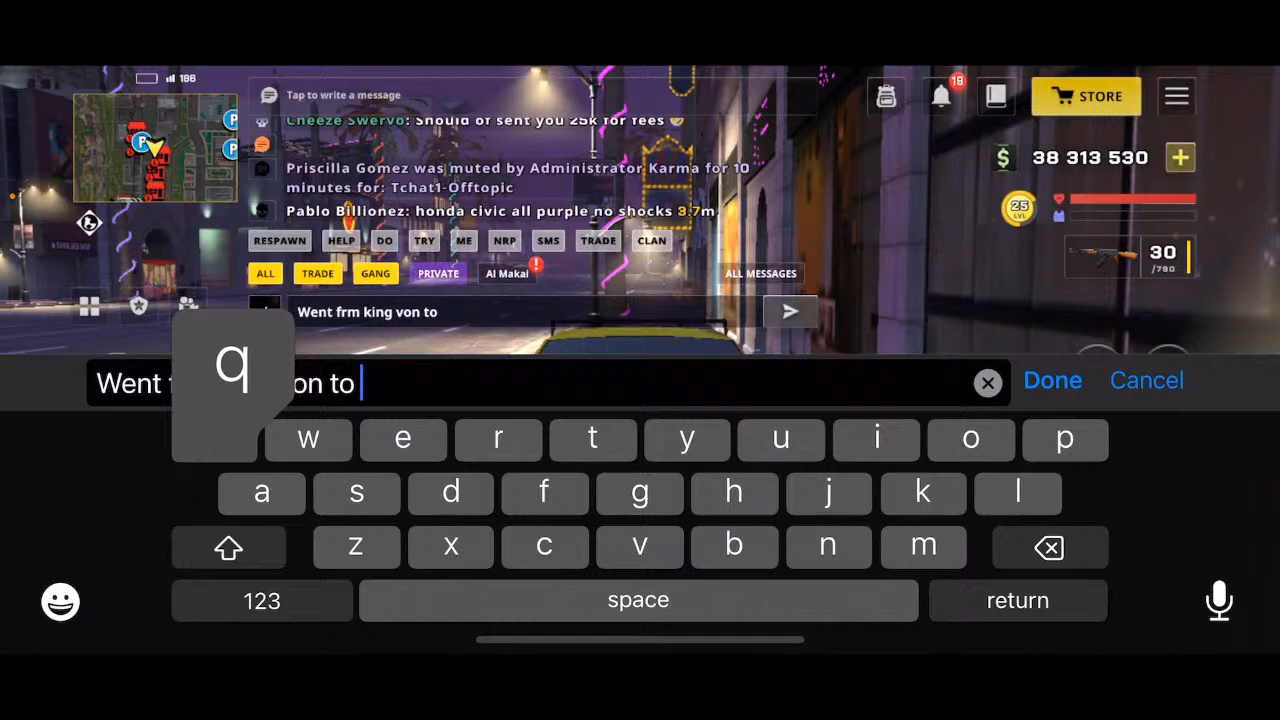 186
Tap to write a message
STORE
18
Cheeze Swervo: Should of sent you 25k for fees
Priscilla Gomez was muted by Administrator Karma for 10
minutes for: Tchat1-Offtopic
Pablo Billionez: honda civic all purple no shocks 3.7m
$ 38 313 530 +
25
LVL
30
/790
P
P
P
RESPAWN HELP DO TRY ME NRP SMS TRADE CLAN
ALL TRADE GANG PRIVATE Al Makai ! ALL MESSAGES
Went frm king von to
Went
on to
Done Cancel
q
w e r t y u i o p
a s d f g h j k l
z x c v b n m
123 space return